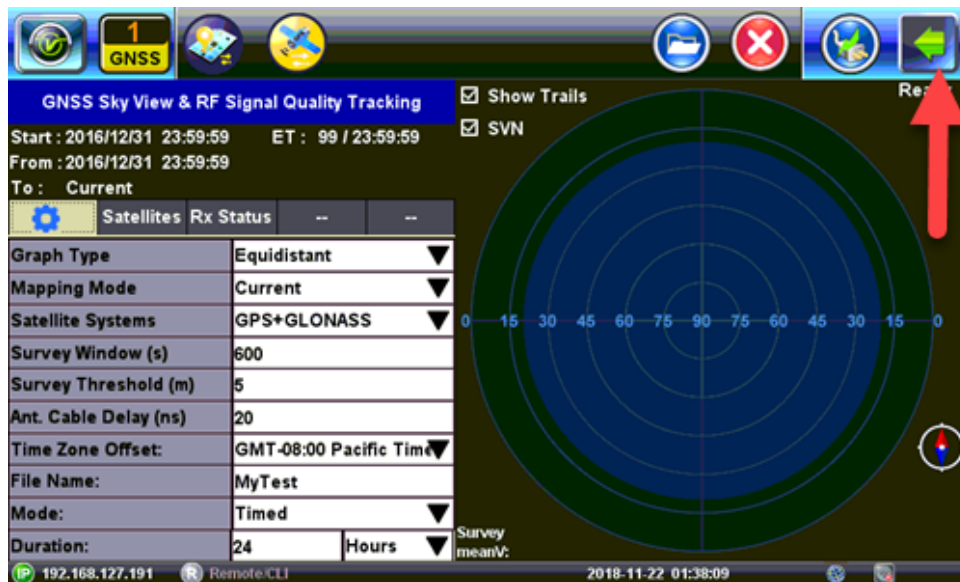 1
GNSS
GNSS Sky View & RF Signal Quality Tracking
Start : 2016/12/31 23:59:59 ET : 99 / 23:59:59
From : 2016/12/31 23:59:59
To : Current
Satellites Rx Status -- --
Graph Type Equidistant
Mapping Mode Current
Satellite Systems GPS+GLONASS
Survey Window (s) 600
Survey Threshold (m) 5
Ant. Cable Delay (ns) 20
Time Zone Offset: GMT-08:00 Pacific Time
File Name: MyTest
Mode: Timed
Duration: 24 Hours
Show Trails
SVN
0 15 30 45 60 75 90 75 60 45 30 15 0
Survey
meanV:
IP 192.168.127.191 R Remote/CLI 2018-11-22 01:38:09